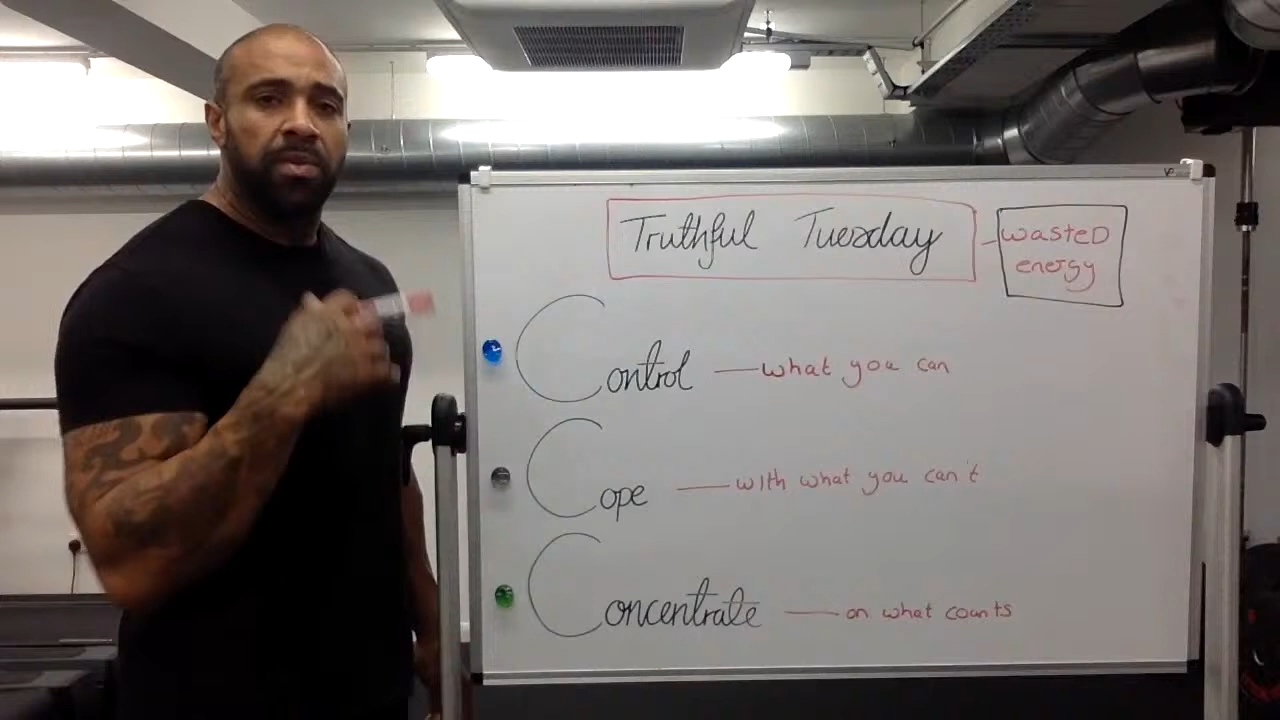 Truthful Tuesday
wasteD
energy
Control — what you can
Cope — with what you can't
Concentrate — on what counts